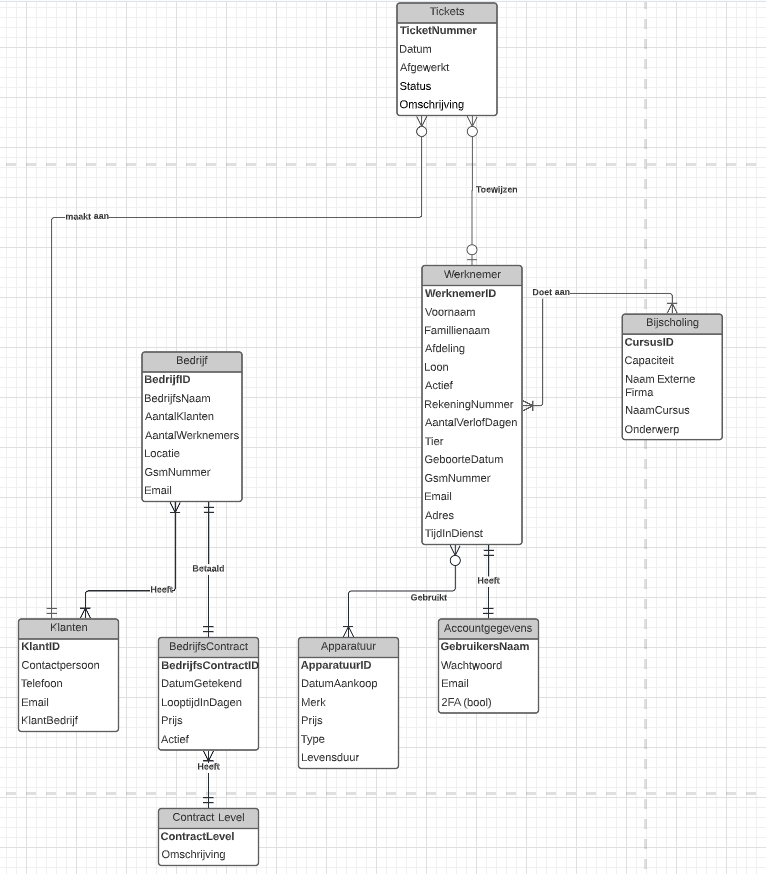 Tickets
TicketNummer
Datum
Afgewerkt
Status
Omschrijving
Toewijzen
maakt aan
Werknemer
WerknemerID
Voornaam
Famillienaam
Afdeling
Loon
Actief
RekeningNummer
AantalVerlofDagen
Tier
GeboorteDatum
GsmNummer
Email
Adres
TijdInDienst
Doet aan
Bijscholing
CursusID
Capaciteit
Naam Externe
Firma
NaamCursus
Onderwerp
Bedrijf
BedrijfID
BedrijfsNaam
AantalKlanten
AantalWerknemers
Locatie
GsmNummer
Email
Heeft
Betaald
Gebruikt
Heeft
Klanten
KlantID
Contactpersoon
Telefoon
Email
KlantBedrijf
BedrijfsContract
BedrijfsContractID
DatumGetekend
LooptijdInDagen
Prijs
Actief
Apparatuur
ApparatuurID
DatumAankoop
Merk
Prijs
Type
Levensduur
Accountgegevens
GebruikersNaam
Wachtwoord
Email
2FA (bool)
Heeft
Contract Level
ContractLevel
Omschrijving